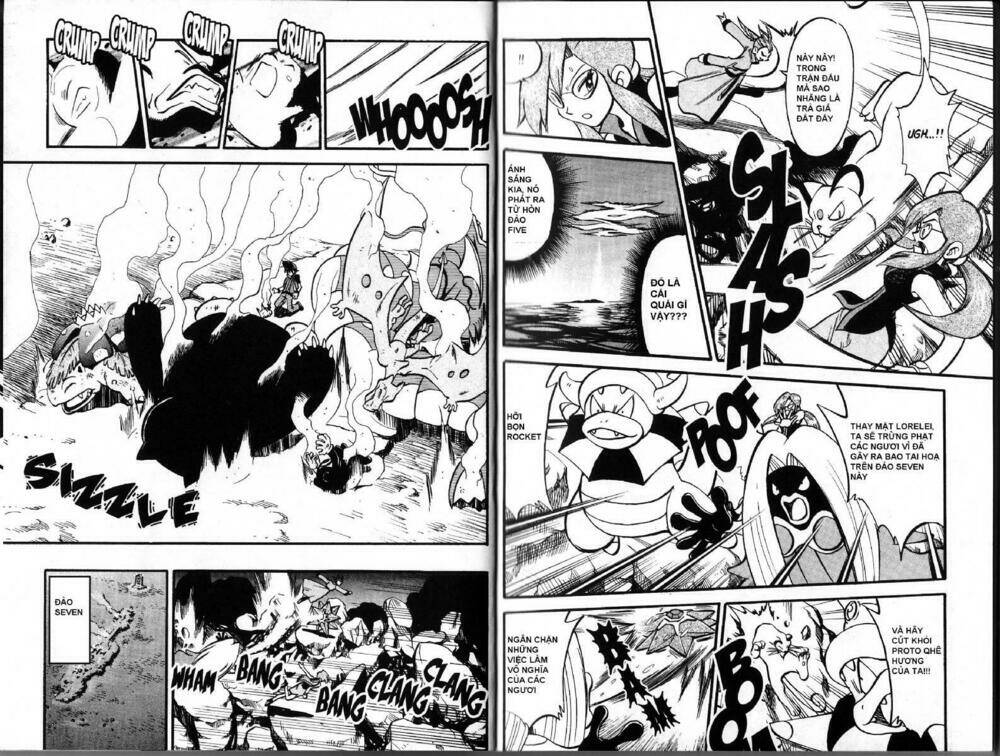 CRUMP
CRUMP
CRUMP
CRUMP
WHOOOOSH
SIZZLE
ĐẢO
SEVEN
WHAM
BANG
BANG
CLANG
CLANG
ÁNH
SÁNG
KIA, NÓ
PHÁT RA
TỪ HÒN
ĐẢO
FIVE
ĐÓ LÀ
CÁI
QUÁI GÌ
VẬY???
!!
NÀY NÀY!
TRONG
TRẬN ĐẤU
MÀ SAO
NHÃNG LÀ
TRẢ GIÁ
ĐẮT ĐẤY
UGH...!!
SLASH
HỠI
BỌN
ROCKET
POOF
THAY MẶT LORELEI,
TA SẼ TRỪNG PHẠT
CÁC NGƯƠI VÌ ĐÃ
GÂY RA BAO TAI HOẠ
TRÊN ĐẢO SEVEN
NÀY
NGĂN CHẶN
NHỮNG
VIỆC LÀM
VÔ NGHĨA
CỦA CÁC
NGƯƠI
BAM
BOO
VÀ HÃY
CÚT KHỎI
PROTO QHÊ
HƯƠNG
CỦA TA!!!